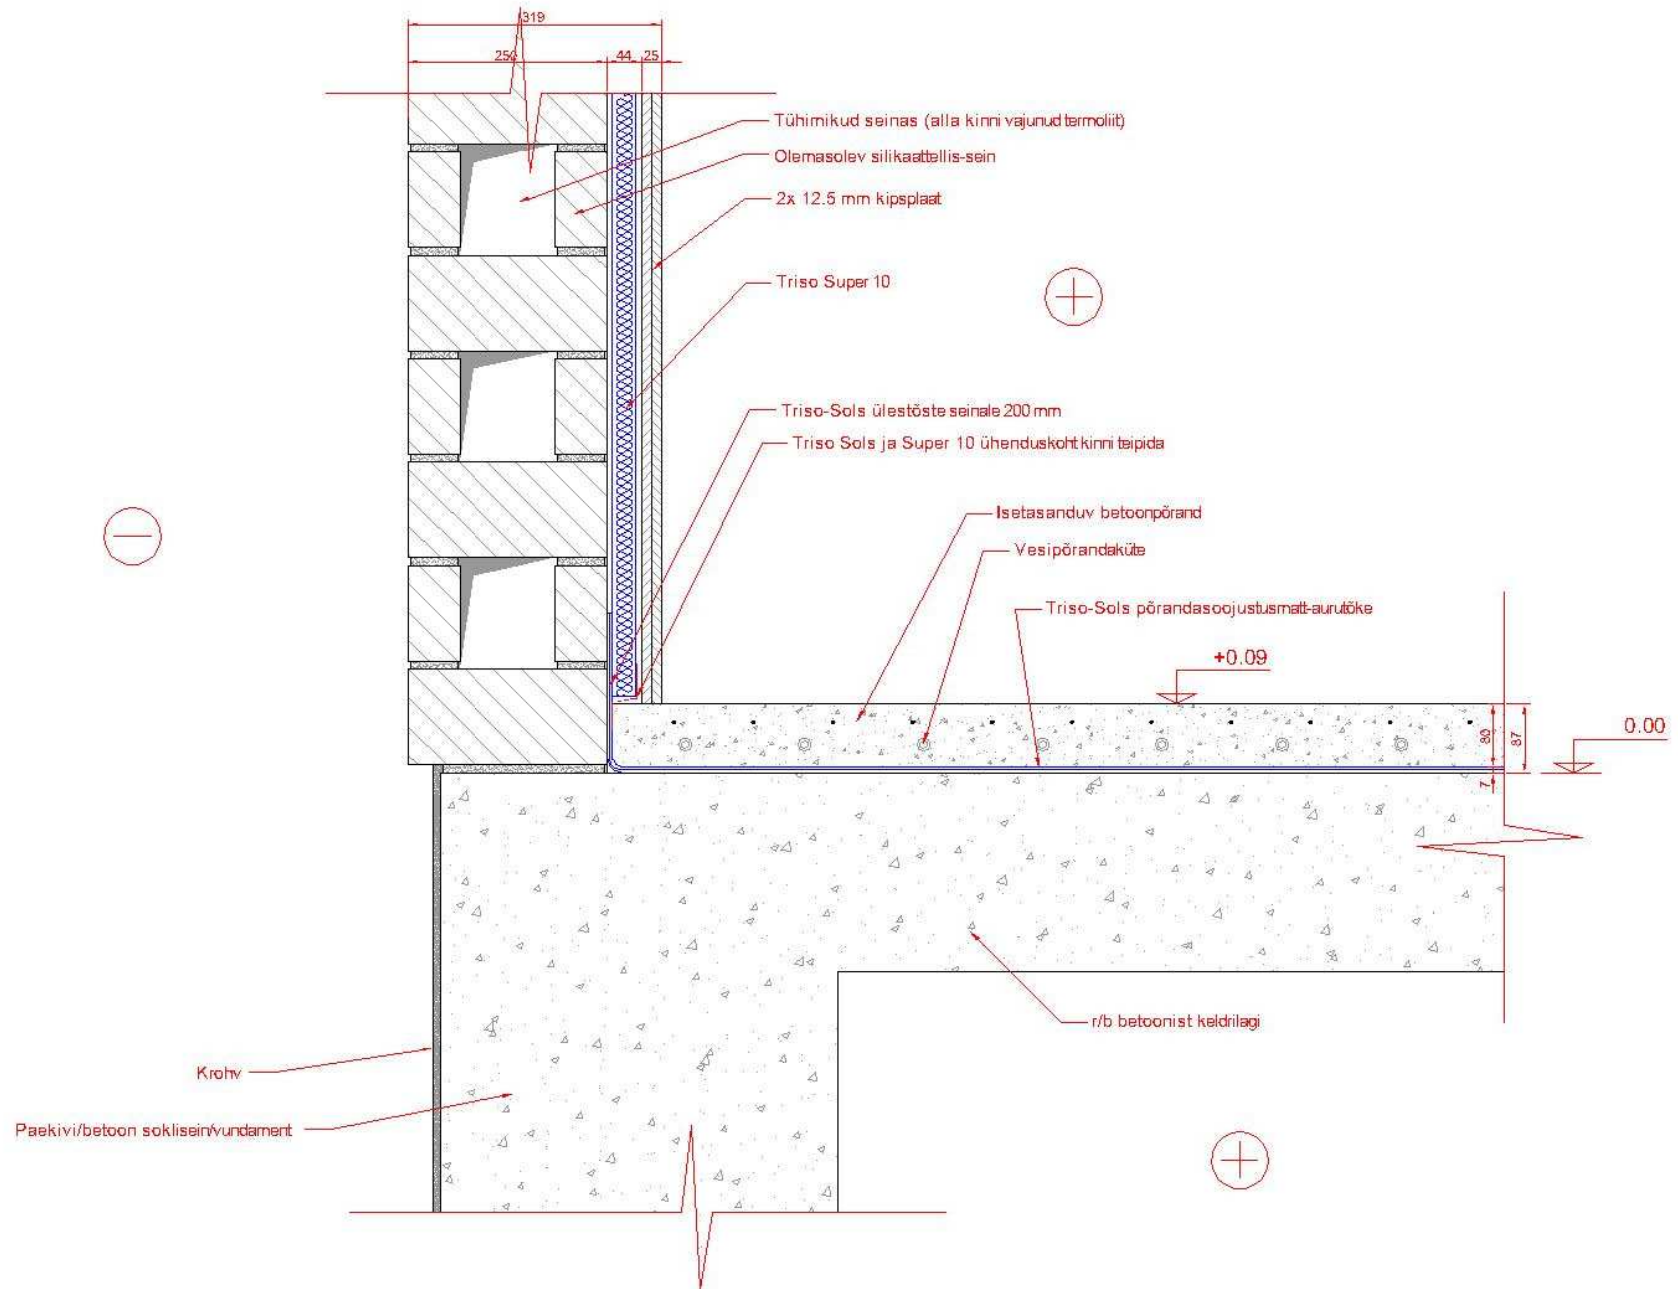 319
250 44 25
Tühimikud seinas (alla kinni vajunud termoliit)
Olemasolev silikaattellis-sein
2x 12.5 mm kipsplaat
Triso Super 10
Triso-Sols ülestõste seinale 200 mm
Triso Sols ja Super 10 ühenduskoht kinni teipida
Isetasanduv betoonpõrand
Vesipõrandaküte
Triso-Sols põrandasoojustusmatt-aurutõke
+0.09
0.00
80
87
7
r/b betoonist keldrilagi
Krohv
Paekivi/betoon soklisein/vundament